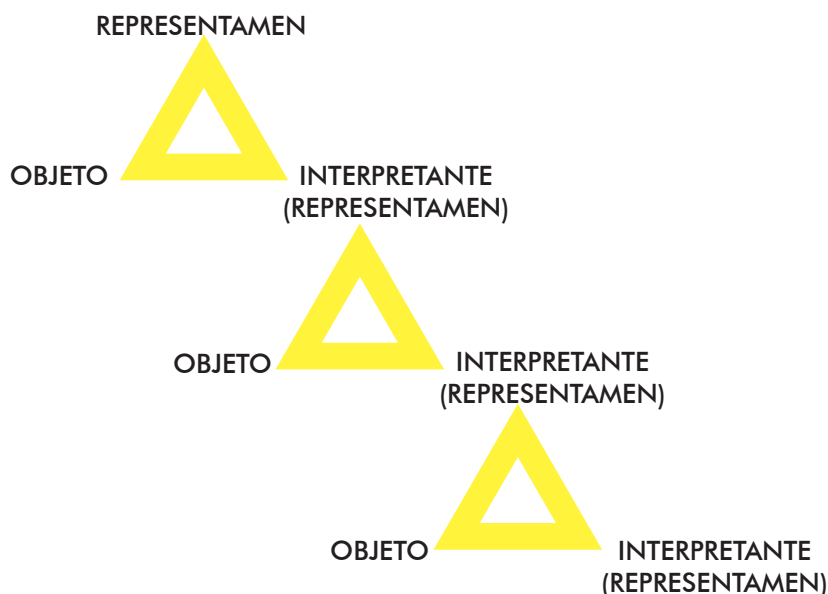 REPRESENTAMEN
OBJETO
INTERPRETANTE
(REPRESENTAMEN)
OBJETO
INTERPRETANTE
(REPRESENTAMEN)
OBJETO
INTERPRETANTE
(REPRESENTAMEN)